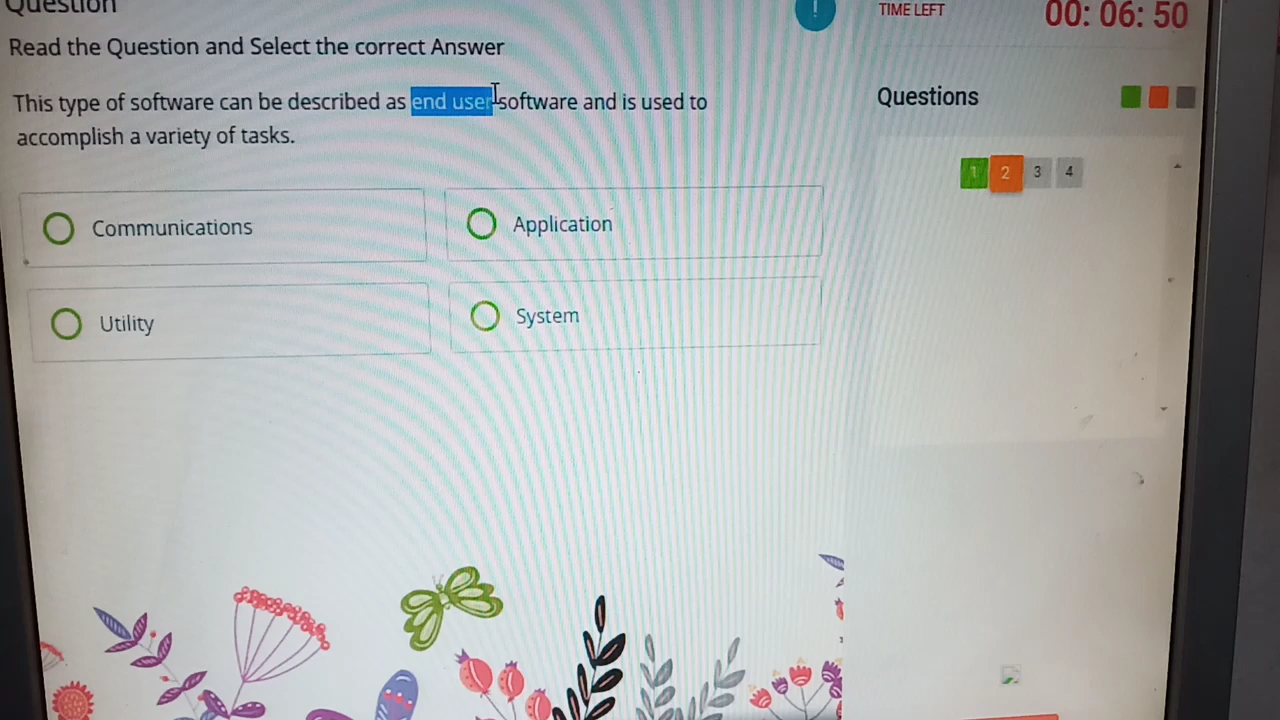 Question
TIME LEFT
00: 06: 50
Read the Question and Select the correct Answer
This type of software can be described as end user software and is used to
accomplish a variety of tasks.
Communications
Application
Utility
System
Questions
1 2 3 4